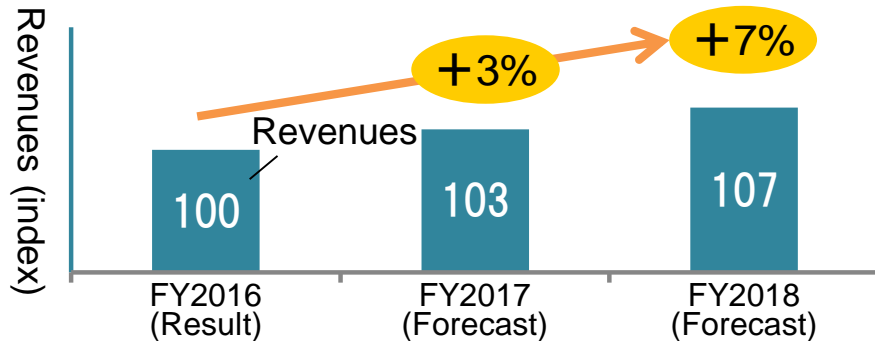 Revenues (index)
+3%
+7%
Revenues
100
103
107
FY2016
(Result)
FY2017
(Forecast)
FY2018
(Forecast)